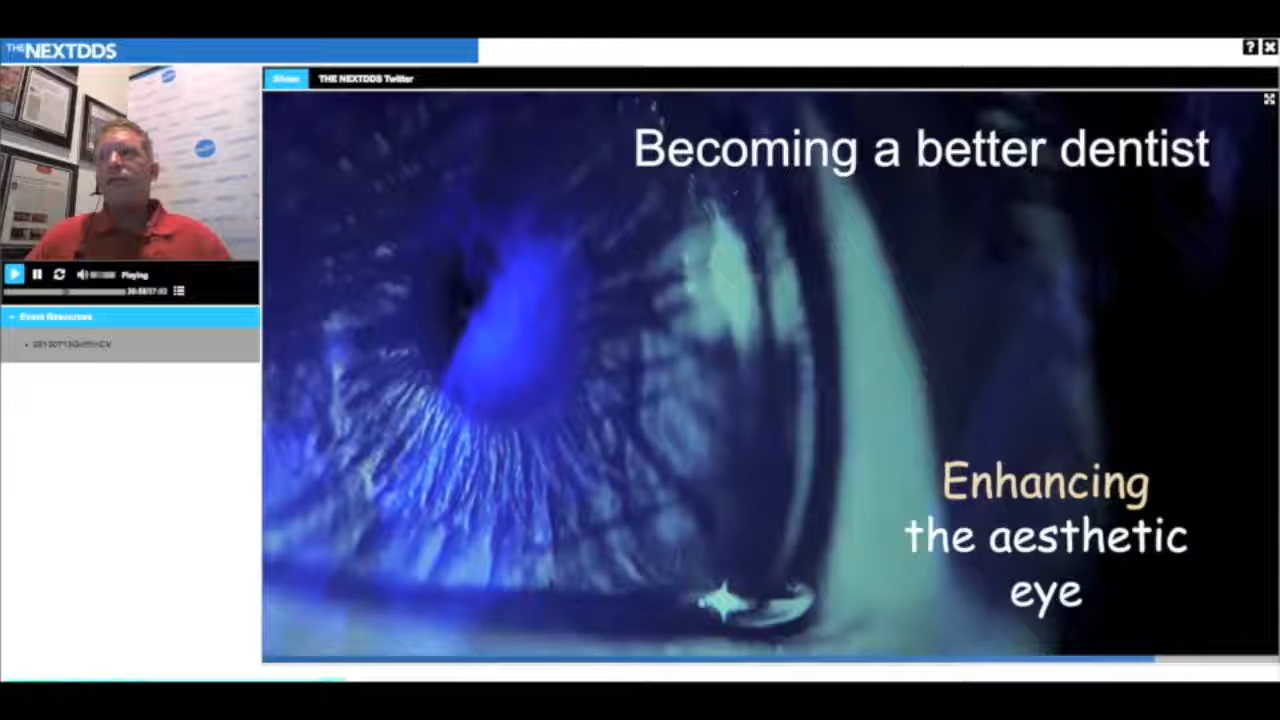 THE NEXTDDS
? ×
Slides THE NEXTDDS Twitter
Becoming a better dentist
Playing
Event Resources
Enhancing
the aesthetic
eye